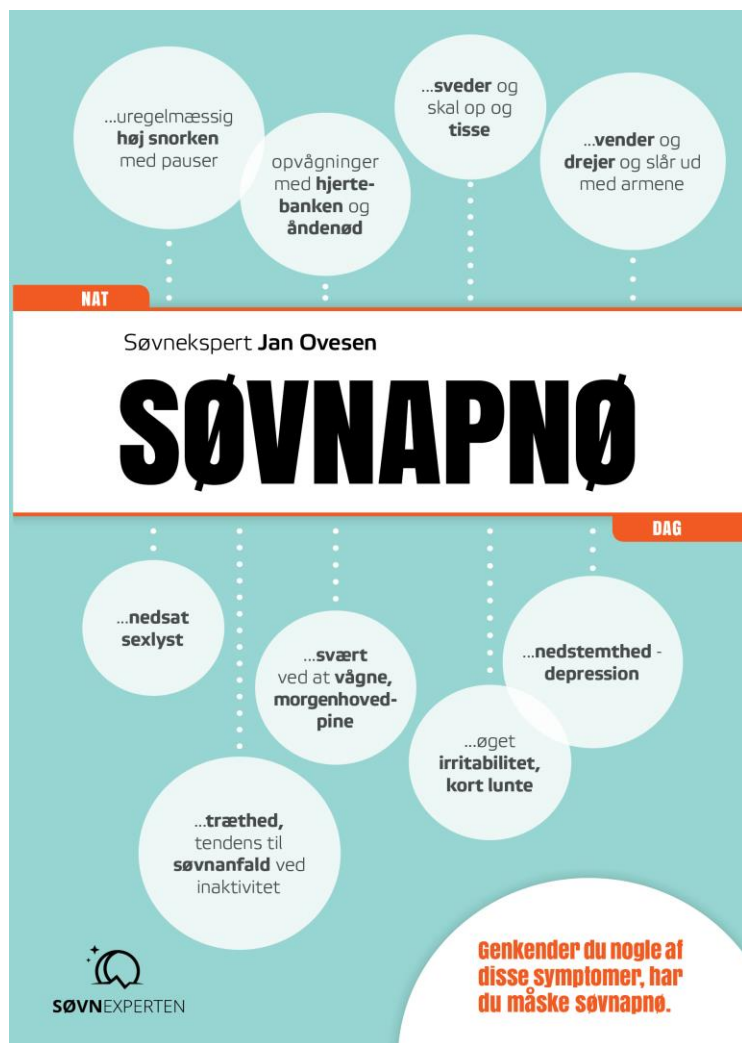 ...uregelmæssig
høj snorken
med pauser
opvågninger
med hjerte-
banken og
åndenød
...sveder og
skal op og
tisse
...vender og
drejer og slår ud
med armene
NAT
Søvnekspert Jan Ovesen
SØVNAPNØ
DAG
...nedsat
sexlyst
...svært
ved at vågne,
morgenhoved-
pine
...nedstemthed -
depression
...øget
irritabilitet,
kort lunte
...træthed,
tendens til
søvnanfald ved
inaktivitet
SØVNEXPERTEN
Genkender du nogle af
disse symptomer, har
du måske søvnapnø.